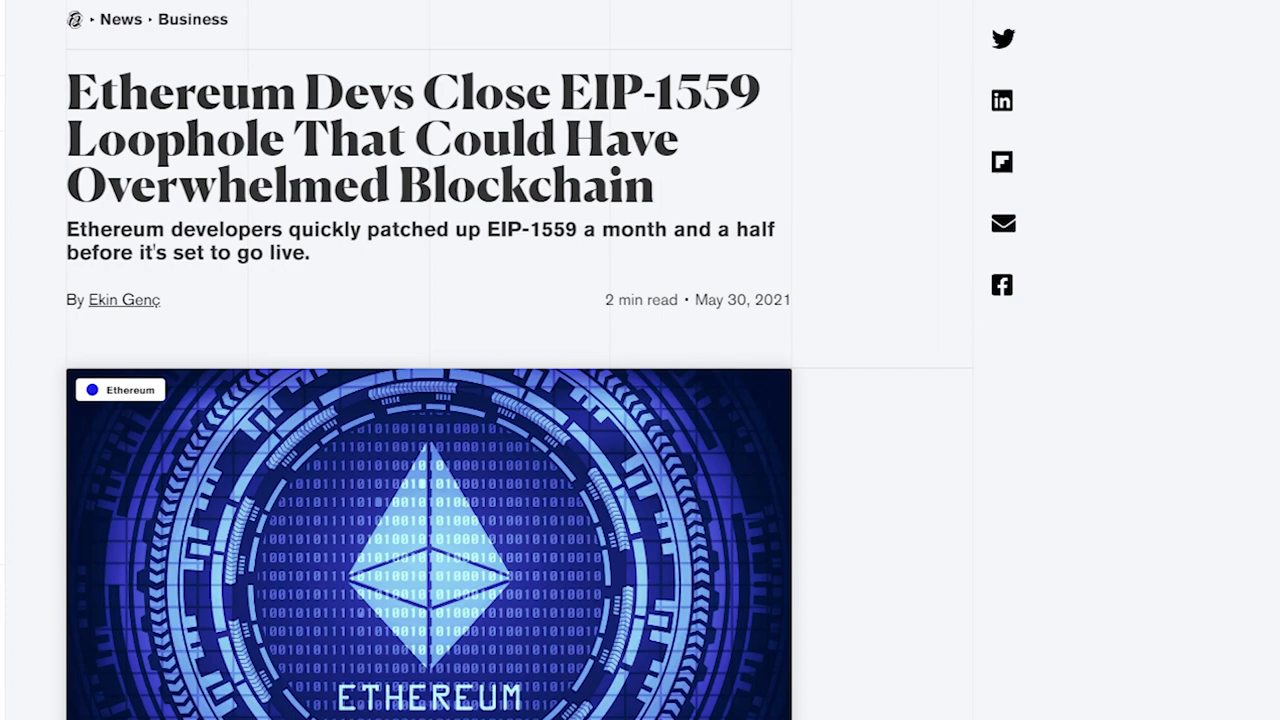 News ‣ Business
Ethereum Devs Close EIP-1559
Loophole That Could Have
Overwhelmed Blockchain
Ethereum developers quickly patched up EIP-1559 a month and a half
before it's set to go live.
By Ekin Genç
2 min read • May 30, 2021
Ethereum
ETHEREUM